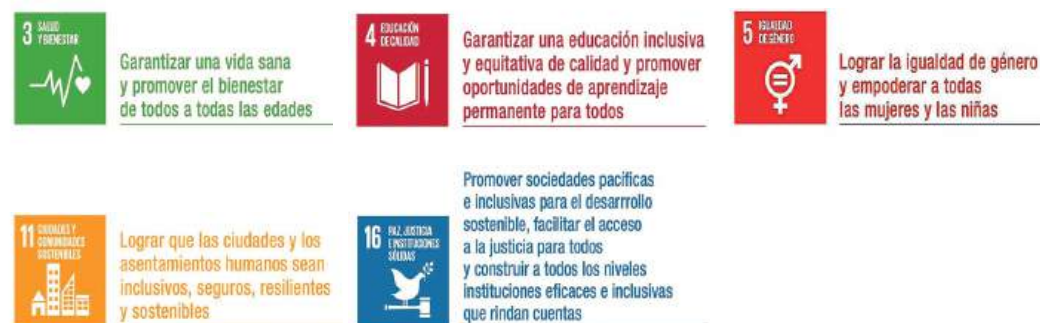 3 SALUD
Y BIENESTAR
Garantizar una vida sana
y promover el bienestar
de todos a todas las edades
4 EDUCACIÓN
DE CALIDAD
Garantizar una educación inclusiva
y equitativa de calidad y promover
oportunidades de aprendizaje
permanente para todos
5 IGUALDAD
DE GÉNERO
Lograr la igualdad de género
y empoderar a todas
las mujeres y las niñas
11 CIUDADES Y
COMUNIDADES
SOSTENIBLES
Lograr que las ciudades y los
asentamientos humanos sean
inclusivos, seguros, resilientes
y sostenibles
16 PAZ, JUSTICIA
E INSTITUCIONES
SÓLIDAS
Promover sociedades pacíficas
e inclusivas para el desarrrollo
sostenible, facilitar el acceso
a la justicia para todos
y construir a todos los niveles
instituciones eficaces e inclusivas
que rindan cuentas